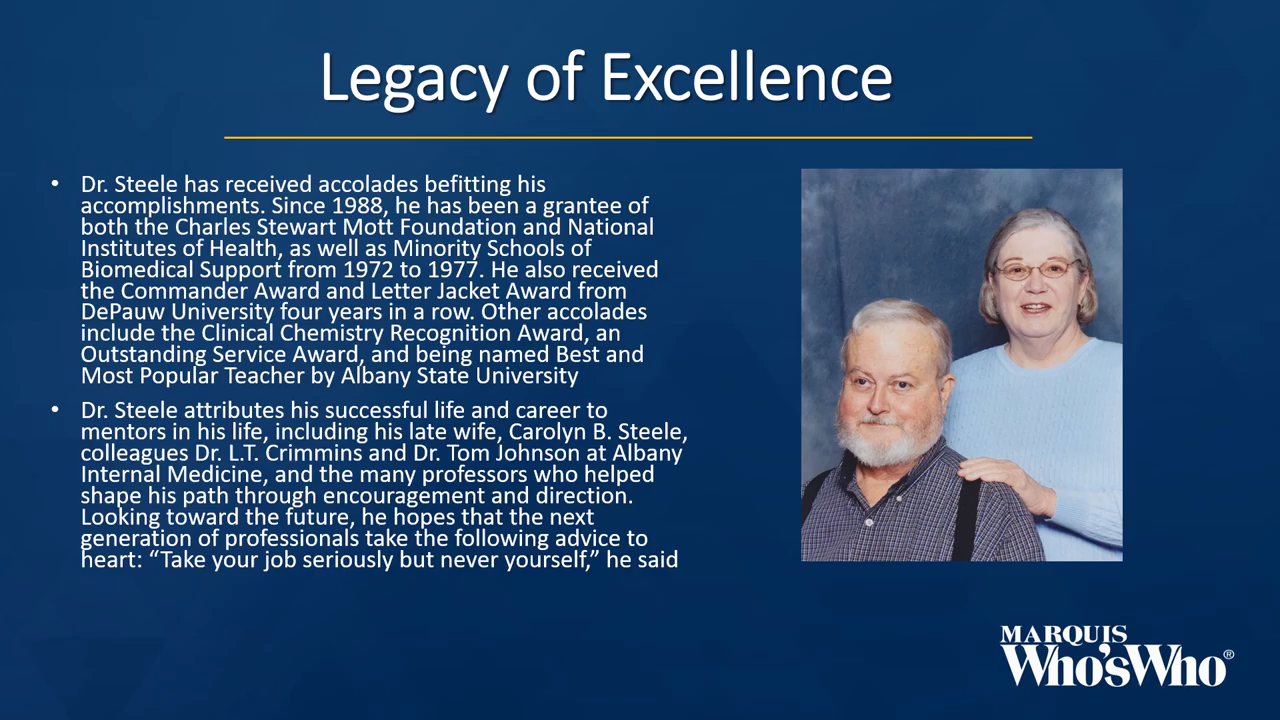 Legacy of Excellence
• Dr. Steele has received accolades befitting his
accomplishments. Since 1988, he has been a grantee of
both the Charles Stewart Mott Foundation and National
Institutes of Health, as well as Minority Schools of
Biomedical Support from 1972 to 1977. He also received
the Commander Award and Letter Jacket Award from
DePauw University four years in a row. Other accolades
include the Clinical Chemistry Recognition Award, an
Outstanding Service Award, and being named Best and
Most Popular Teacher by Albany State University
• Dr. Steele attributes his successful life and career to
mentors in his life, including his late wife, Carolyn B. Steele,
colleagues Dr. L.T. Crimmins and Dr. Tom Johnson at Albany
Internal Medicine, and the many professors who helped
shape his path through encouragement and direction.
Looking toward the future, he hopes that the next
generation of professionals take the following advice to
heart: “Take your job seriously but never yourself,” he said
MARQUIS
Who'sWho®